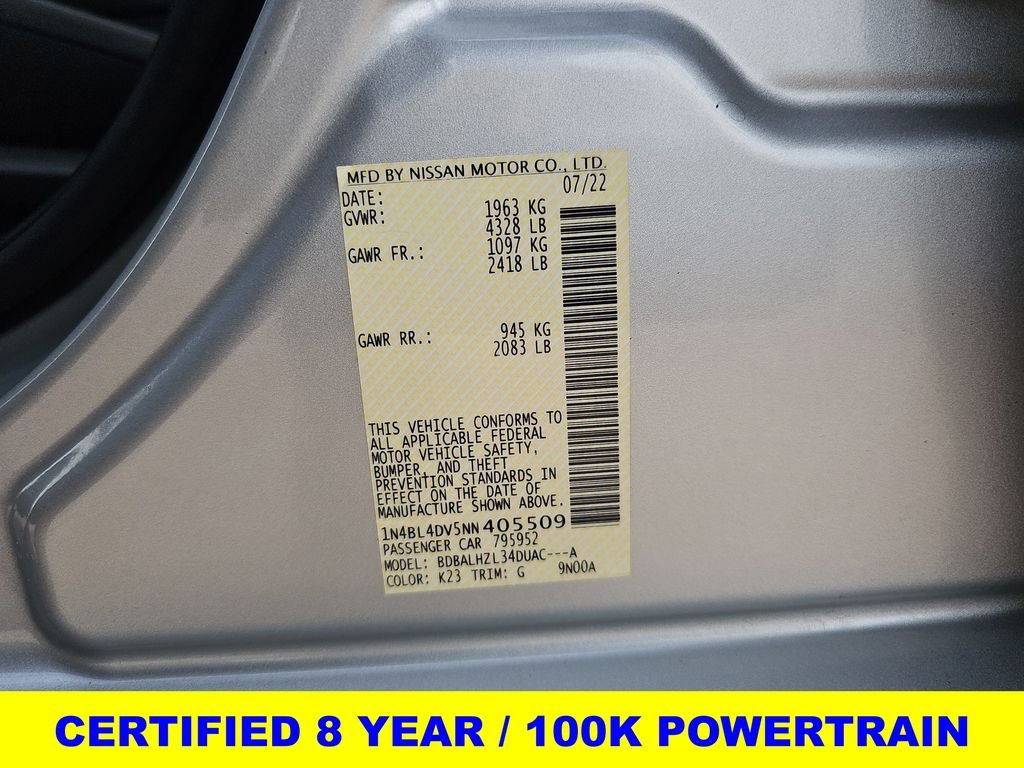 MFD BY NISSAN MOTOR CO., LTD.
DATE: 07/22
GVWR: 1963 KG
4328 LB
GAWR FR.: 1097 KG
2418 LB
GAWR RR.: 945 KG
2083 LB
THIS VEHICLE CONFORMS TO
ALL APPLICABLE FEDERAL
MOTOR VEHICLE SAFETY,
BUMPER, AND THEFT
PREVENTION STANDARDS IN
EFFECT ON THE DATE OF
MANUFACTURE SHOWN ABOVE.
1N4BL4DV5NN405509
PASSENGER CAR 795952
MODEL: BDBALHZL34DUAC---A
COLOR: K23 TRIM: G 9N00A
CERTIFIED 8 YEAR / 100K POWERTRAIN